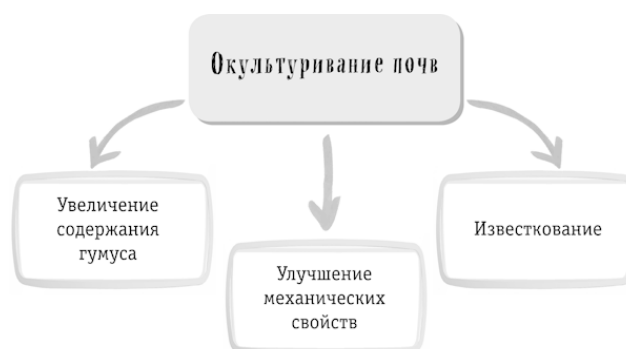 Окультуривание почв
Увеличение
содержания
гумуса
Улучшение
механических
свойств
Известкование